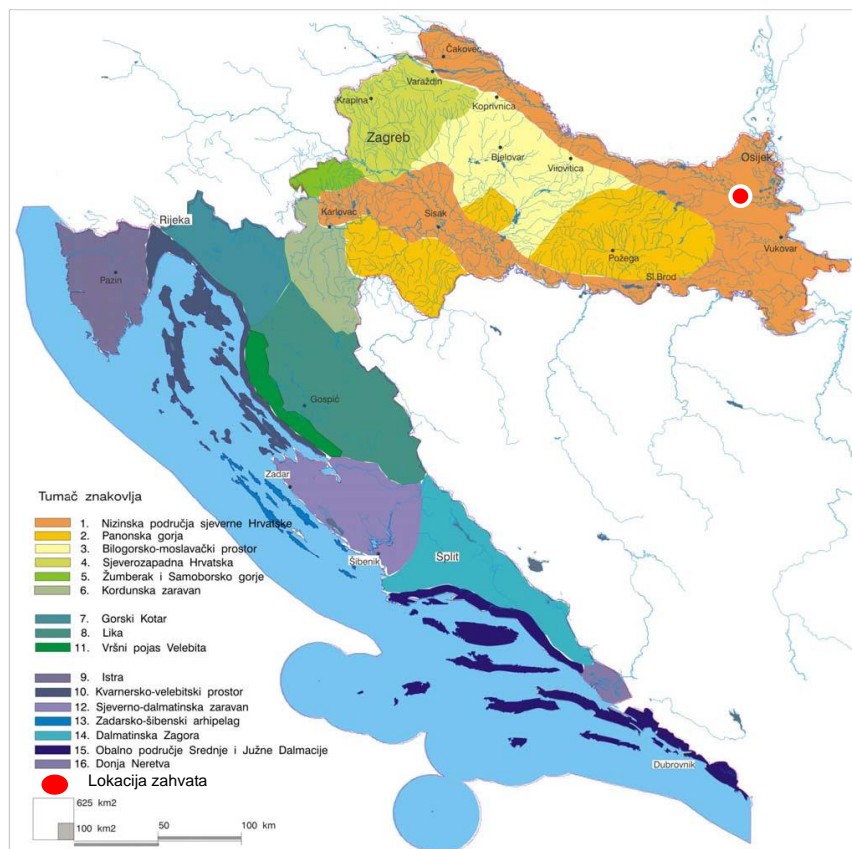 Čakovec
Varaždin
Krapina
Koprivnica
Zagreb
Bjelovar
Virovitica
Osijek
Rijeka
Karlovac
Sisak
Vukovar
Požega
Sl.Brod
Pazin
Gospić
Zadar
Šibenik
Split
Dubrovnik
Tumač znakovlja
1. Nizinska područja sjeverne Hrvatske
2. Panonska gorja
3. Bilogorsko-moslavački prostor
4. Sjeverozapadna Hrvatska
5. Žumberak i Samoborsko gorje
6. Kordunska zaravan
7. Gorski Kotar
8. Lika
11. Vršni pojas Velebita
9. Istra
10. Kvarnersko-velebitski prostor
12. Sjeverno-dalmatinska zaravan
13. Zadarsko-šibenski arhipelag
14. Dalmatinska Zagora
15. Obalno područje Srednje i Južne Dalmacije
16. Donja Neretva
Lokacija zahvata
625 km2
100 km2
50
100 km